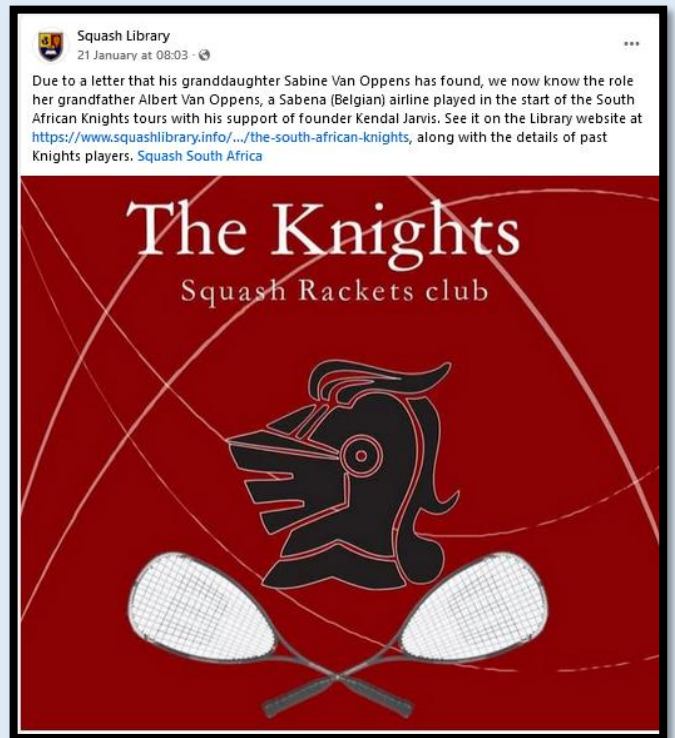 Squash Library
21 January at 08:03 ·
Due to a letter that his granddaughter Sabine Van Oppens has found, we now know the role
her grandfather Albert Van Oppens, a Sabena (Belgian) airline played in the start of the South
African Knights tours with his support of founder Kendal Jarvis. See it on the Library website at
https://www.squashlibrary.info/.../the-south-african-knights, along with the details of past
Knights players. Squash South Africa
The Knights
Squash Rackets club